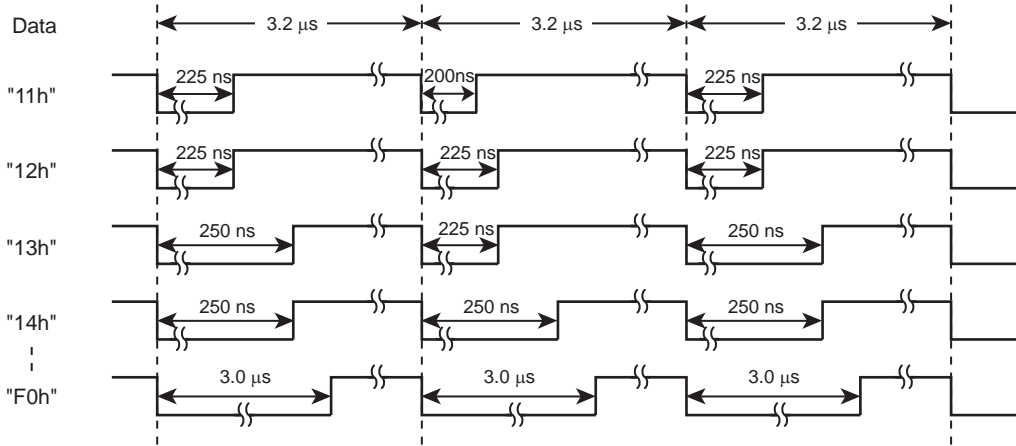 Data 3.2 μs 3.2 μs 3.2 μs
"11h" 225 ns 200ns 225 ns
"12h" 225 ns 225 ns 225 ns
"13h" 250 ns 225 ns 250 ns
"14h" 250 ns 250 ns 250 ns
"F0h" 3.0 μs 3.0 μs 3.0 μs